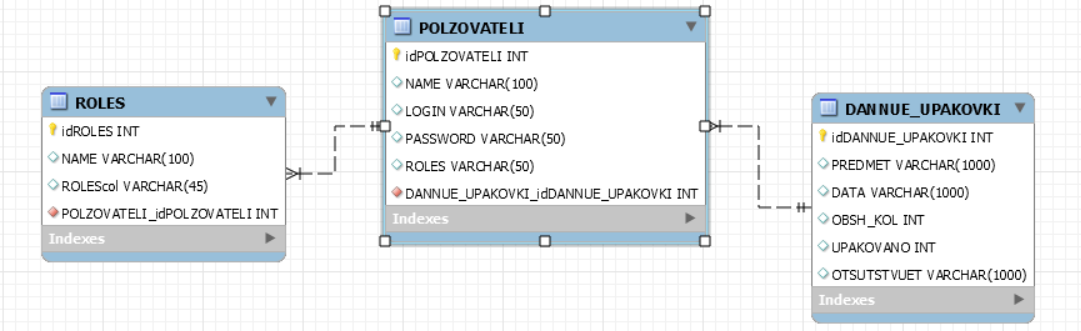 ROLES
idROLES INT
NAME VARCHAR(100)
ROLEScol VARCHAR(45)
POLZOVATELI_idPOLZOVATELI INT
Indexes
POLZOVATELI
idPOLZOVATELI INT
NAME VARCHAR(100)
LOGIN VARCHAR(50)
PASSWORD VARCHAR(50)
ROLES VARCHAR(50)
DANNUE_UPAKOVKI_idDANNUE_UPAKOVKI INT
Indexes
DANNUE_UPAKOVKI
idDANNUE_UPAKOVKI INT
PREDMET VARCHAR(1000)
DATA VARCHAR(1000)
OBSH_KOL INT
UPAKOVANO INT
OTSUTSTVUET VARCHAR(1000)
Indexes